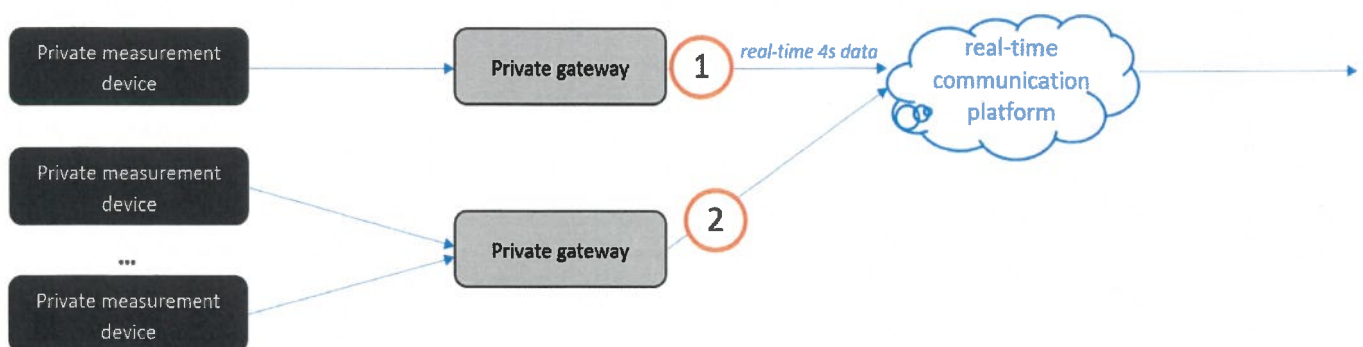 Private measurement
device
Private gateway
1
real-time 4s data
real-time
communication
platform
Private measurement
device
2
Private gateway
...
Private measurement
device